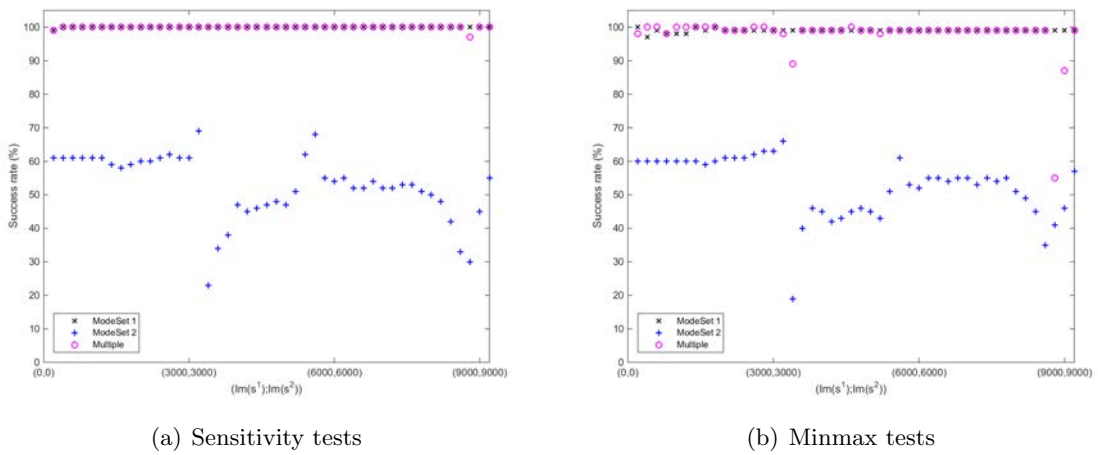 100
90
80
70
60
50
40
30
20
10
0
Success rate (%)
ModeSet 1
ModeSet 2
Multiple
(0,0)
(3000,3000)
(6000,6000)
(9000,9000)
(Im(s¹);Im(s²))
(a) Sensitivity tests
100
90
80
70
60
50
40
30
20
10
0
Success rate (%)
ModeSet 1
ModeSet 2
Multiple
(0,0)
(3000,3000)
(6000,6000)
(9000,9000)
(Im(s¹);Im(s²))
(b) Minmax tests